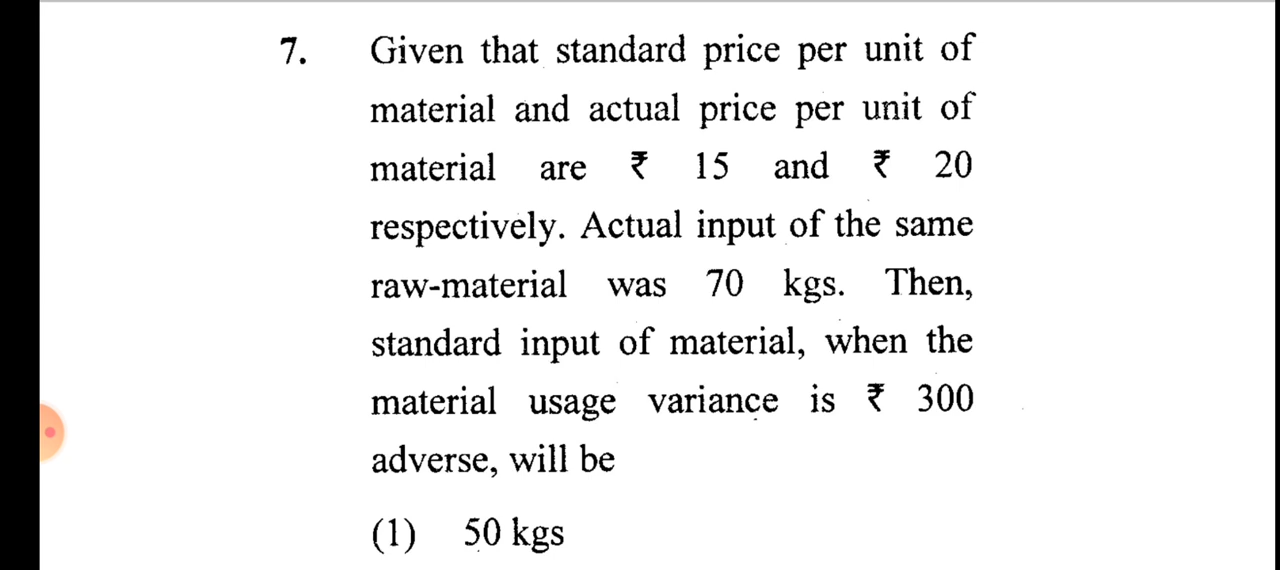 7. Given that standard price per unit of
material and actual price per unit of
material are ₹ 15 and ₹ 20
respectively. Actual input of the same
raw-material was 70 kgs. Then,
standard input of material, when the
material usage variance is ₹ 300
adverse, will be
(1) 50 kgs